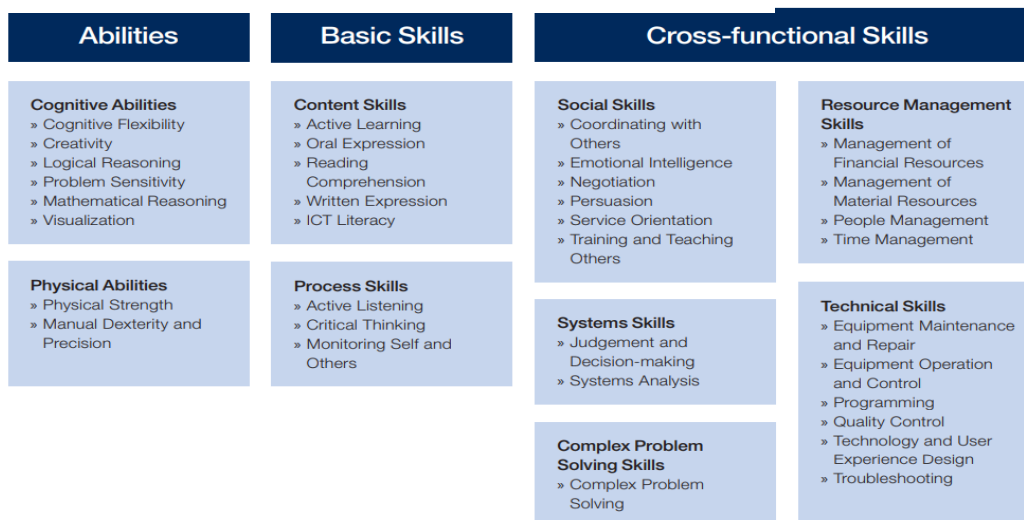 Abilities
Cognitive Abilities
» Cognitive Flexibility
» Creativity
» Logical Reasoning
» Problem Sensitivity
» Mathematical Reasoning
» Visualization
Physical Abilities
» Physical Strength
» Manual Dexterity and
Precision
Basic Skills
Content Skills
» Active Learning
» Oral Expression
» Reading
Comprehension
» Written Expression
» ICT Literacy
Process Skills
» Active Listening
» Critical Thinking
» Monitoring Self and
Others
Cross-functional Skills
Social Skills
» Coordinating with
Others
» Emotional Intelligence
» Negotiation
» Persuasion
» Service Orientation
» Training and Teaching
Others
Systems Skills
» Judgement and
Decision-making
» Systems Analysis
Complex Problem
Solving Skills
» Complex Problem
Solving
Resource Management
Skills
» Management of
Financial Resources
» Management of
Material Resources
» People Management
» Time Management
Technical Skills
» Equipment Maintenance
and Repair
» Equipment Operation
and Control
» Programming
» Quality Control
» Technology and User
Experience Design
» Troubleshooting